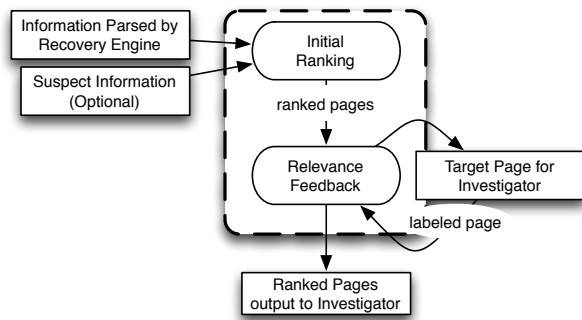 Information Parsed by
Recovery Engine
Suspect Information
(Optional)
Initial
Ranking
ranked pages
Relevance
Feedback
Target Page for
Investigator
labeled page
Ranked Pages
output to Investigator